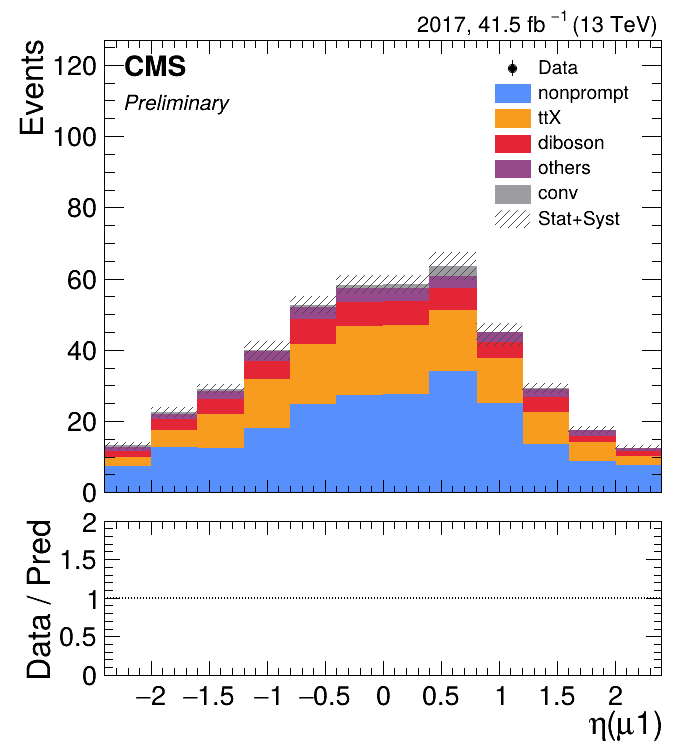 2017, 41.5 fb⁻¹ (13 TeV)
CMS
Preliminary
Data
nonprompt
ttX
diboson
others
conv
Stat+Syst
Events
120
100
80
60
40
20
0
Data / Pred
2
1.5
1
0.5
0
−2 −1.5 −1 −0.5 0 0.5 1 1.5 2
η(μ1)